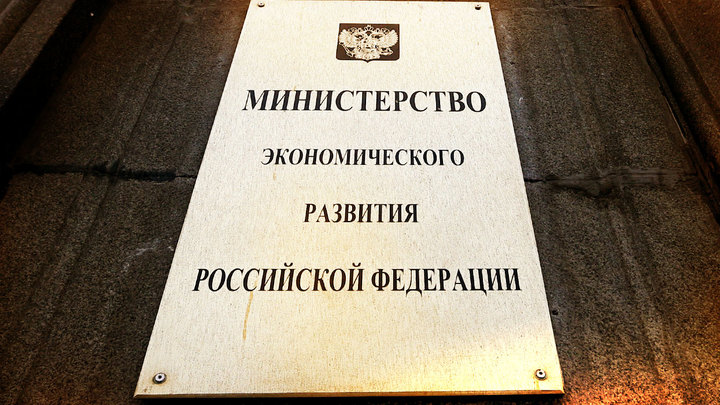 МИНИСТЕРСТВО
ЭКОНОМИЧЕСКОГО
РАЗВИТИЯ
РОССИЙСКОЙ ФЕДЕРАЦИИ